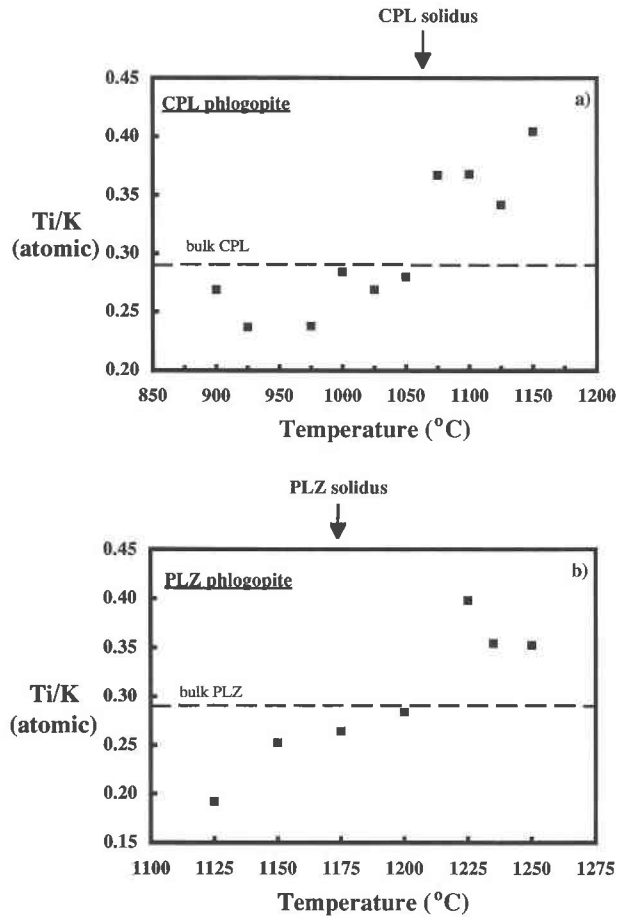 CPL solidus
0.45
CPL phlogopite
a)
0.40
0.35
Ti/K
(atomic)
bulk CPL
0.30
0.25
0.20
850 900 950 1000 1050 1100 1150 1200
Temperature (°C)
PLZ solidus
0.45
PLZ phlogopite
b)
0.40
0.35
Ti/K
(atomic)
bulk PLZ
0.30
0.25
0.20
0.15
1100 1125 1150 1175 1200 1225 1250 1275
Temperature (°C)